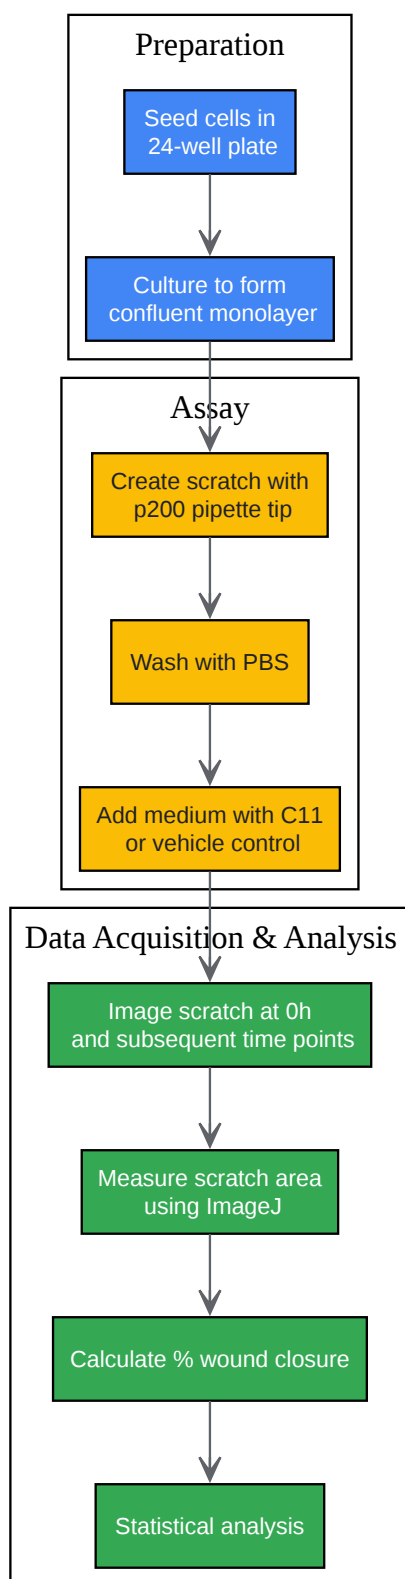 Preparation
Seed cells in
24-well plate
Culture to form
confluent monolayer
Assay
Create scratch with
p200 pipette tip
Wash with PBS
Add medium with C11
or vehicle control
Data Acquisition & Analysis
Image scratch at 0h
and subsequent time points
Measure scratch area
using ImageJ
Calculate % wound closure
Statistical analysis